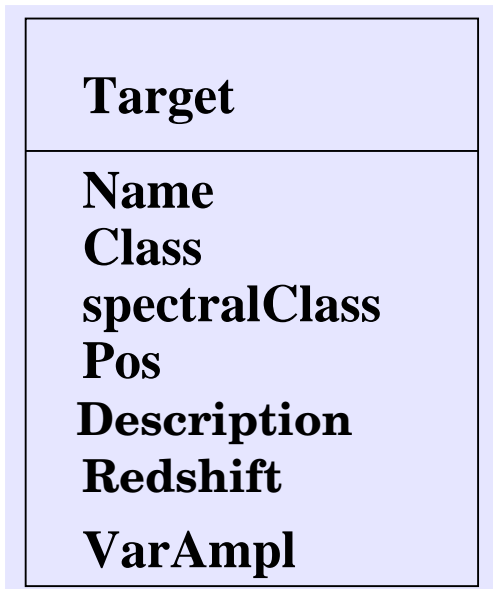 Target
Name
Class
spectralClass
Pos
Description
Redshift
VarAmpl